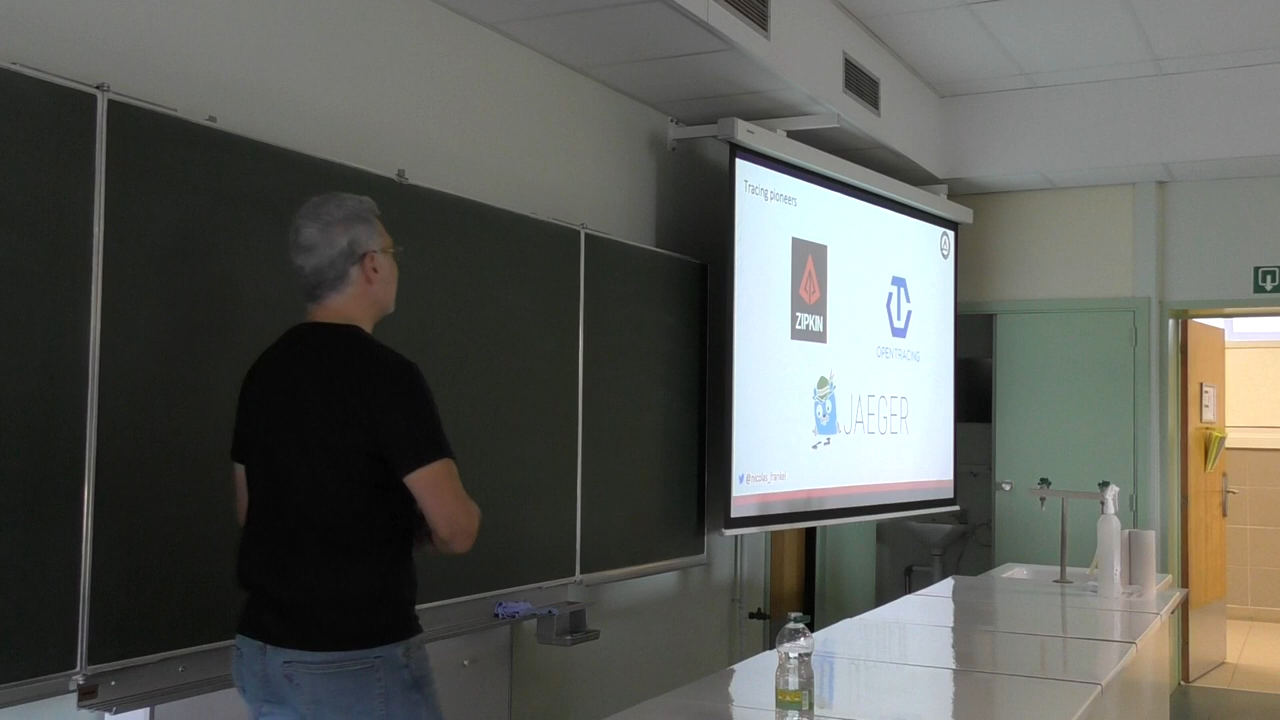 Tracing pioneers
ZIPKIN
OPENTRACING
JAEGER
@nicolas_frankel